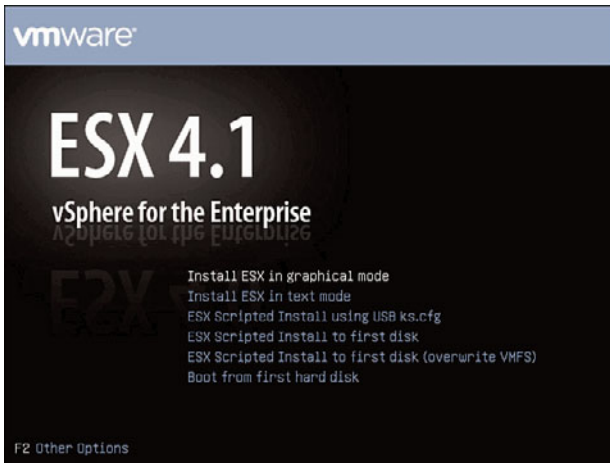 vmware
ESX 4.1
vSphere for the Enterprise
Install ESX in graphical mode
Install ESX in text mode
ESX Scripted Install using USB ks.cfg
ESX Scripted Install to first disk
ESX Scripted Install to first disk (overwrite VMFS)
Boot from first hard disk
F2 Other Options